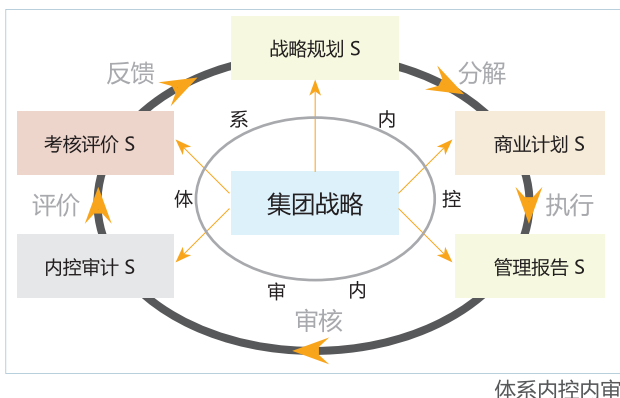 战略规划 S
反馈
分解
系
内
考核评价 S
商业计划 S
体
集团战略
控
评价
执行
内控审计 S
管理报告 S
审
内
审核
体系内控内审